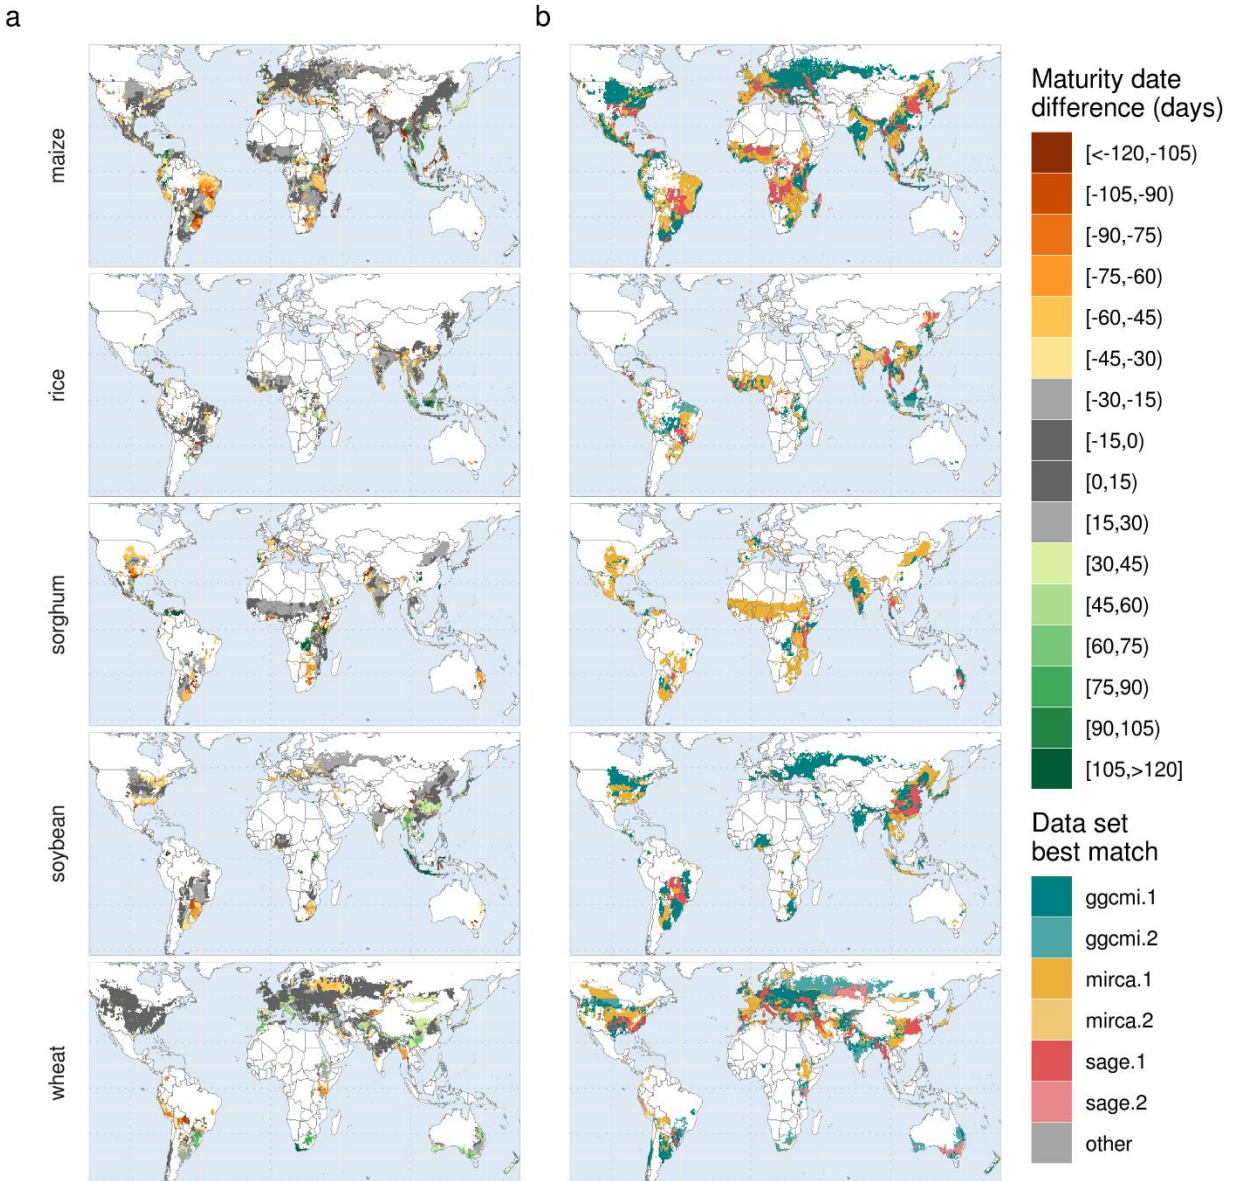 a
b
maize
rice
sorghum
soybean
wheat
Maturity date
difference (days)
[<-120,-105)
[-105,-90)
[-90,-75)
[-75,-60)
[-60,-45)
[-45,-30)
[-30,-15)
[-15,0)
[0,15)
[15,30)
[30,45)
[45,60)
[60,75)
[75,90)
[90,105)
[105,>120]
Data set
best match
ggcmi.1
ggcmi.2
mirca.1
mirca.2
sage.1
sage.2
other